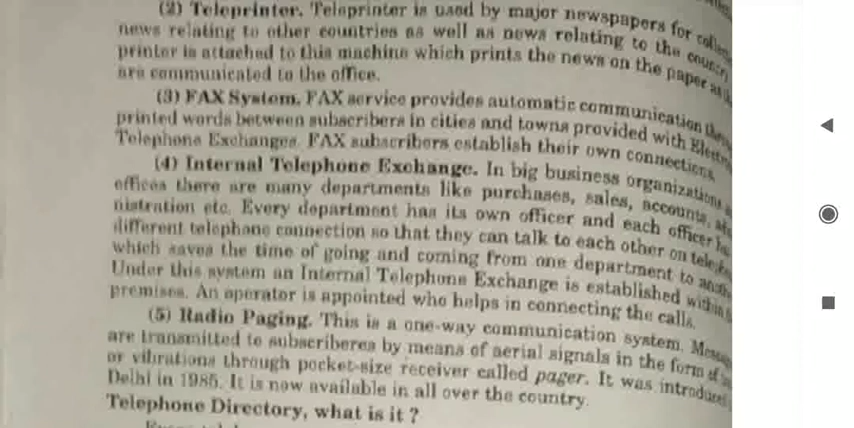 (2) Teleprinter. Teleprinter is used by major newspapers for
news relating to other countries as well as news relating to the country
printer is attached to this machine which prints the news on the paper as
are communicated to the office.
(3) FAX System. FAX service provides automatic communication
printed words between subscribers in cities and towns provided with
Telephone Exchanges. FAX subscribers establish their own connections.
(4) Internal Telephone Exchange. In big business organizations
offices there are many departments like purchases, sales, accounts,
nistration etc. Every department has its own officer and each officer
different telephone connection so that they can talk to each other on
which saves the time of going and coming from one department to
Under this system an Internal Telephone Exchange is established within
premises. An operator is appointed who helps in connecting the calls.
(5) Radio Paging. This is a one-way communication system.
are transmitted to subscriberes by means of aerial signals in the form of
or vibrations through pocket-size receiver called pager. It was introduced
Delhi in 1985. It is now available in all over the country.
Telephone Directory, what is it ?